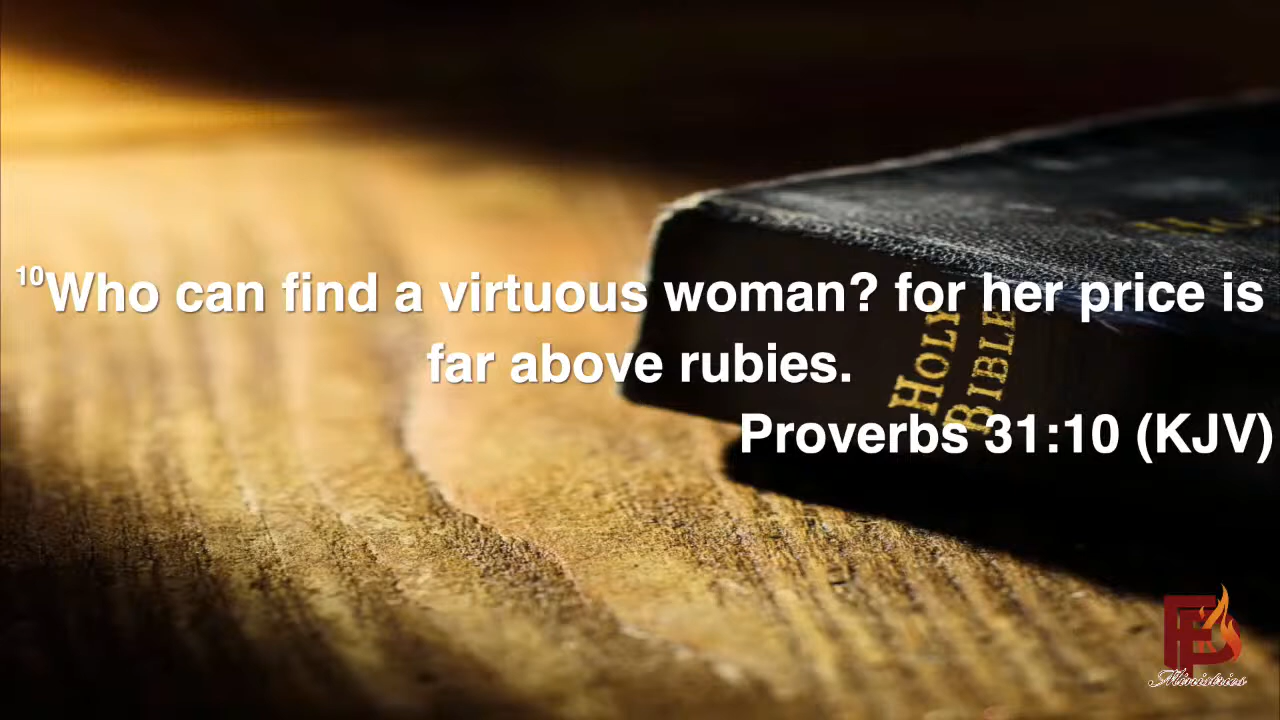 10Who can find a virtuous woman? for her price is
far above rubies.
Proverbs 31:10 (KJV)
HOLY
BIBLE
Ministries